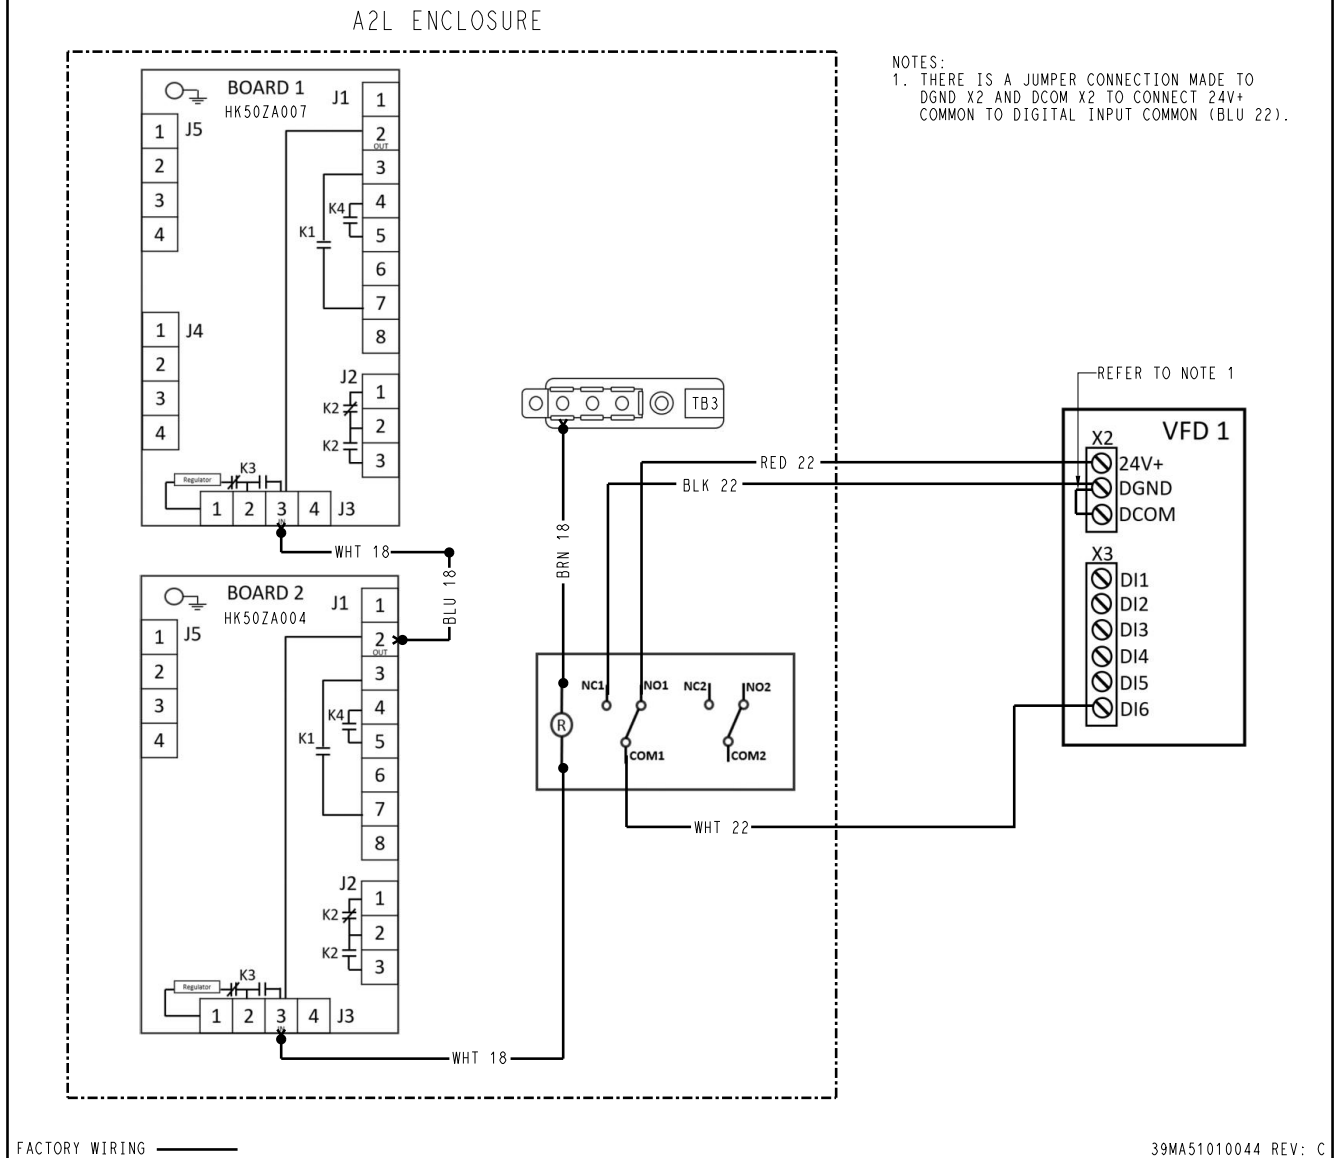 A2L ENCLOSURE
NOTES:
1. THERE IS A JUMPER CONNECTION MADE TO
DGND X2 AND DCOM X2 TO CONNECT 24V+
COMMON TO DIGITAL INPUT COMMON (BLU 22).
BOARD 1
HK50ZA007
J1
1
2
OUT
3
4
5
6
7
8
K4
K1
J5
1
2
3
4
J4
1
2
3
4
J2
1
2
3
K2
K2
Regulator
K3
1 2 3 4 J3
IN
WHT 18
BLU 18
BOARD 2
HK50ZA004
J1
1
2
OUT
3
4
5
6
7
8
K4
K1
J5
1
2
3
4
J2
1
2
3
K2
K2
Regulator
K3
1 2 3 4 J3
IN
WHT 18
TB3
BRN 18
RED 22
BLK 22
NC1 NO1 NC2 NO2
R
COM1 COM2
WHT 22
REFER TO NOTE 1
VFD 1
X2
24V+
DGND
DCOM
X3
DI1
DI2
DI3
DI4
DI5
DI6
FACTORY WIRING
39MA51010044 REV: C